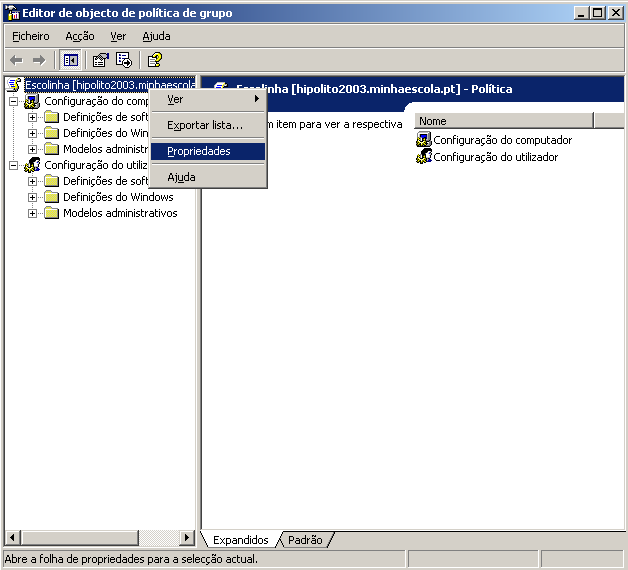 Editor de objecto de política de grupo
Ficheiro Acção Ver Ajuda
Escolinha [hipolito2003.minhaescola
Configuração do comp
Definições de soft
Definições do Win
Modelos administr
Configuração do utiliz
Definições de soft
Definições do Windows
Modelos administrativos
Ver
Exportar lista...
Propriedades
Ajuda
Escolinha [hipolito2003.minhaescola.pt] - Política
m item para ver a respectiva
Nome
Configuração do computador
Configuração do utilizador
Expandidos Padrão
Abre a folha de propriedades para a selecção actual.